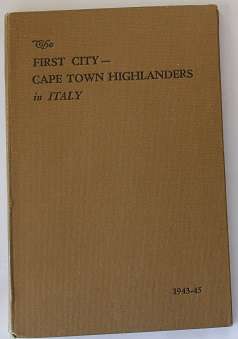 The
FIRST CITY—
CAPE TOWN HIGHLANDERS
in ITALY
1943-45